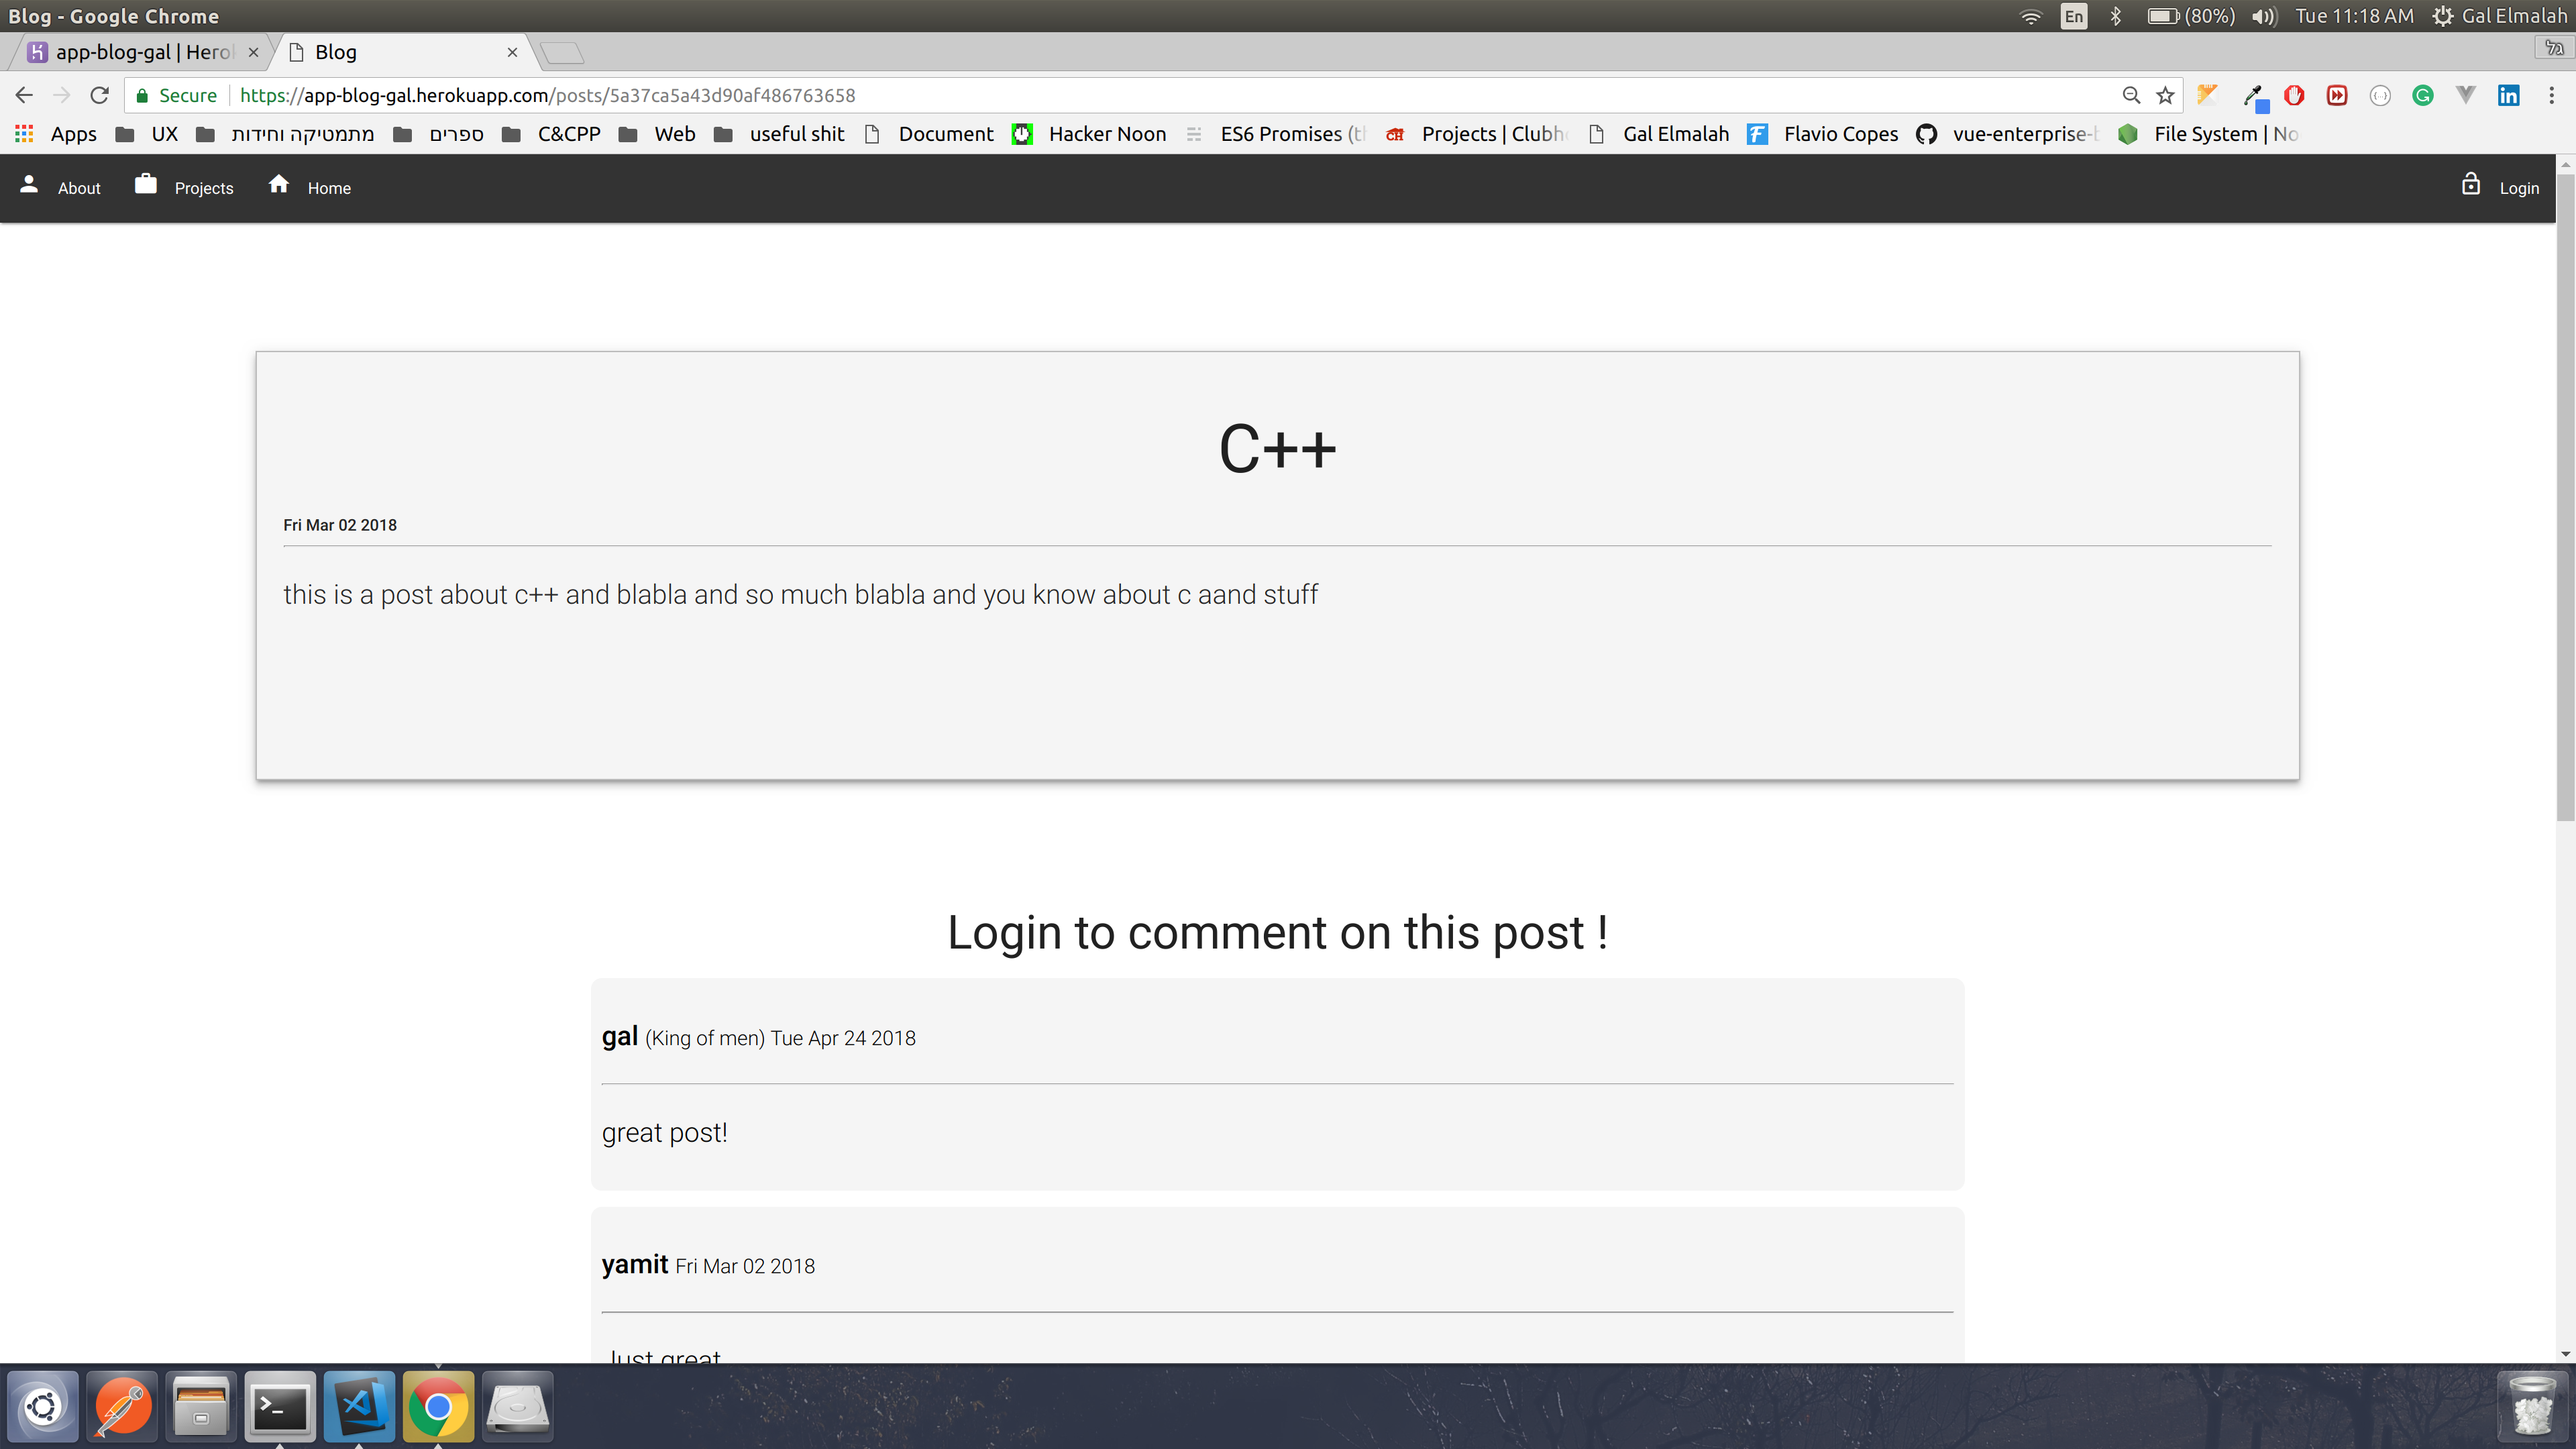 Blog - Google Chrome
En (80%) Tue 11:18 AM Gal Elmalah
app-blog-gal | Herok
Blog
גל
Secure https://app-blog-gal.herokuapp.com/posts/5a37ca5a43d90af486763658
Apps UX מתמטיקה וחידות ספרים C&CPP Web useful shit Document Hacker Noon ES6 Promises (th Projects | Clubh Gal Elmalah Flavio Copes vue-enterprise-b File System | No
About Projects Home Login
C++
Fri Mar 02 2018
this is a post about c++ and blabla and so much blabla and you know about c aand stuff
Login to comment on this post !
gal (King of men) Tue Apr 24 2018
great post!
yamit Fri Mar 02 2018
Just great